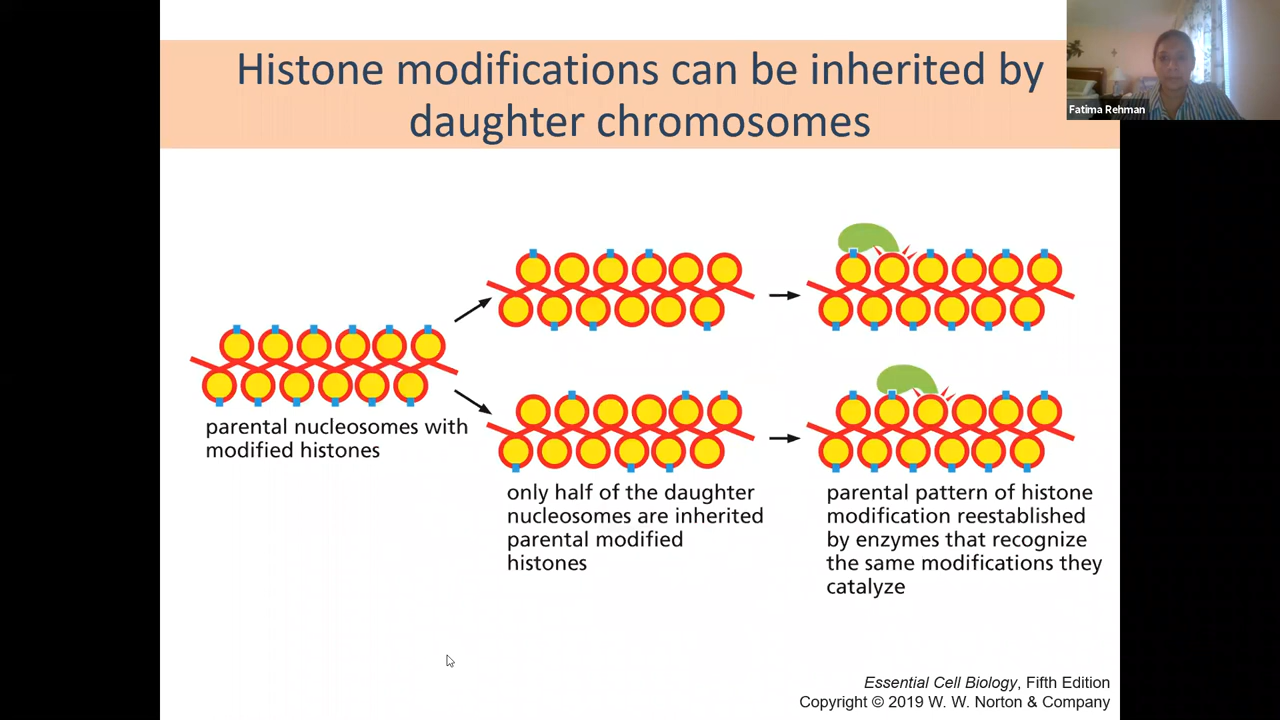 Histone modifications can be inherited by
daughter chromosomes
Fatima Rehman
parental nucleosomes with
modified histones
only half of the daughter
nucleosomes are inherited
parental modified
histones
parental pattern of histone
modification reestablished
by enzymes that recognize
the same modifications they
catalyze
Essential Cell Biology, Fifth Edition
Copyright © 2019 W. W. Norton & Company